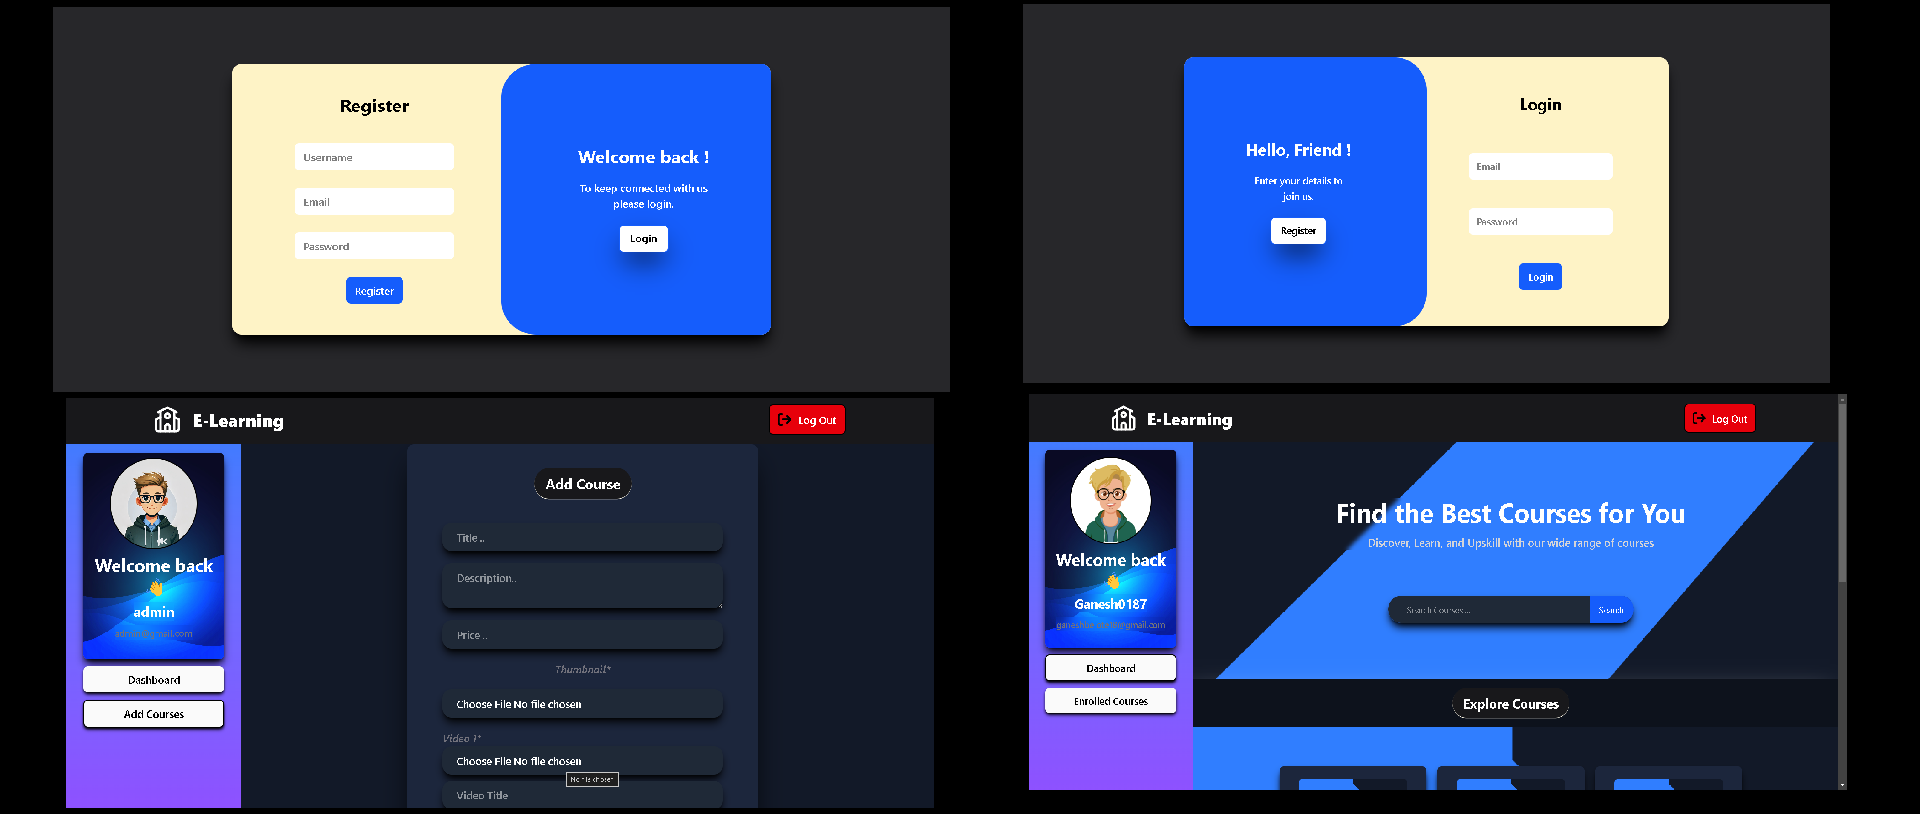 Register
Username
Email
Password
Register
Welcome back !
To keep connected with us
please login.
Login
Hello, Friend !
Enter your details to
join us.
Register
Login
Email
Password
Login
E-Learning
Log Out
Welcome back
👋
admin
admin@gmail.com
Dashboard
Add Courses
Add Course
Title ..
Description..
Price ..
Thumbnail*
Choose File No file chosen
Video 1*
Choose File No file chosen
No file chosen
Video Title
E-Learning
Log Out
Welcome back
👋
Ganesh0187
Dashboard
Enrolled Courses
Find the Best Courses for You
Discover, Learn, and Upskill with our wide range of courses
Search Courses ...
Search
Explore Courses